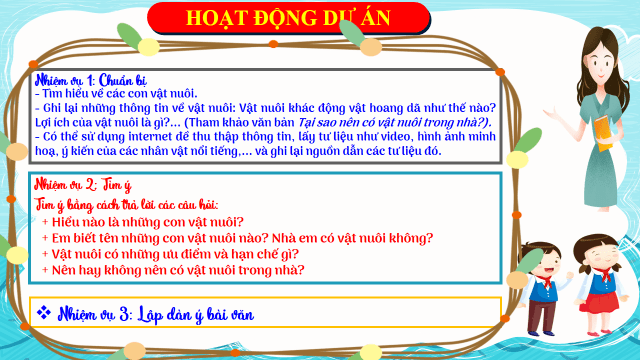 HOẠT ĐỘNG DỰ ÁN
Nhiệm vụ 1: Chuẩn bị
- Tìm hiểu về các con vật nuôi.
- Ghi lại những thông tin về vật nuôi: Vật nuôi khác động vật hoang dã như thế nào?
Lợi ích của vật nuôi là gì?... (Tham khảo văn bản Tại sao nên có vật nuôi trong nhà?).
- Có thể sử dụng internet để thu thập thông tin, lấy tư liệu như video, hình ảnh minh
hoạ, ý kiến của các nhân vật nổi tiếng,... và ghi lại nguồn dẫn các tư liệu đó.
Nhiệm vụ 2: Tìm ý
Tìm ý bằng cách trả lời các câu hỏi:
+ Hiểu nào là những con vật nuôi?
+ Em biết tên những con vật nuôi nào? Nhà em có vật nuôi không?
+ Vật nuôi có những ưu điểm và hạn chế gì?
+ Nên hay không nên có vật nuôi trong nhà?
❖ Nhiệm vụ 3: Lập dàn ý bài văn